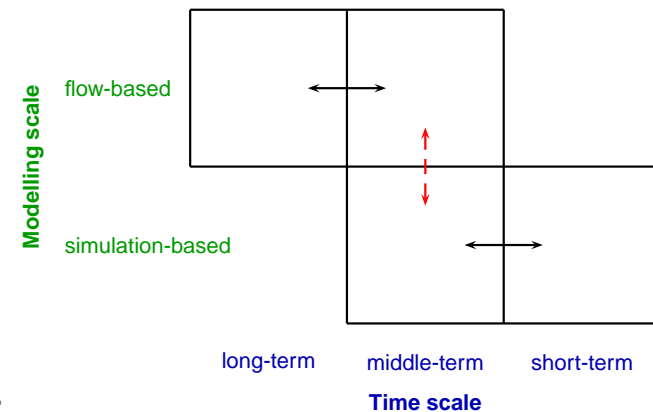 Modelling scale
flow-based
simulation-based
long-term middle-term short-term
Time scale